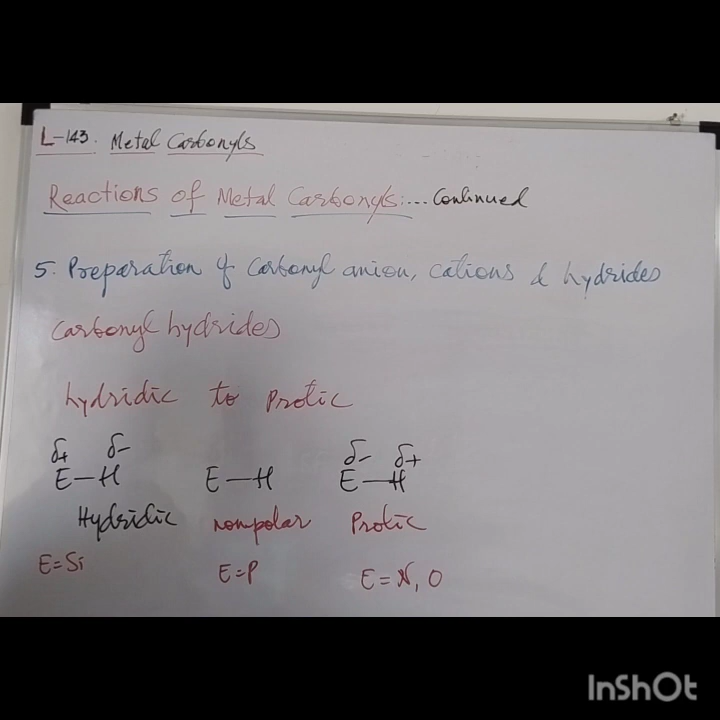 L-143. Metal Carbonyls
Reactions of Metal Carbonyls:... Continued
5. Preparation of Carbonyl anion, cations & hydrides
Carbonyl hydrides
hydridic to Protic
δ+ δ- δ- δ+
E-H E-H E-H
Hydridic nonpolar Protic
E=Si E=P E=N, O
InShOt